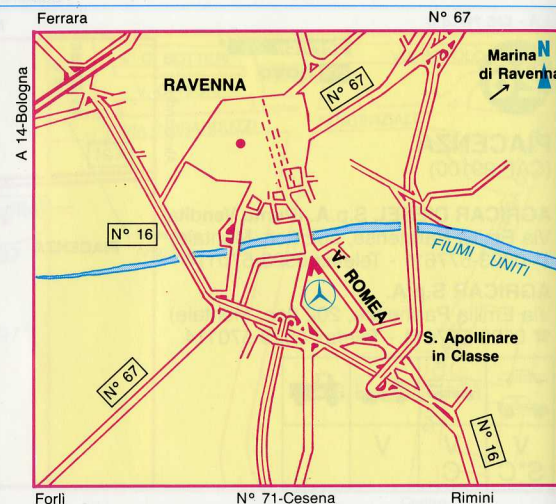 Ferrara
N° 67
A 14-Bologna
Marina
di Ravenna
N
RAVENNA
N° 67
N° 16
FIUMI UNITI
V. ROMEA
S. Apollinare
in Classe
N° 67
N° 16
Forlì
N° 71-Cesena
Rimini